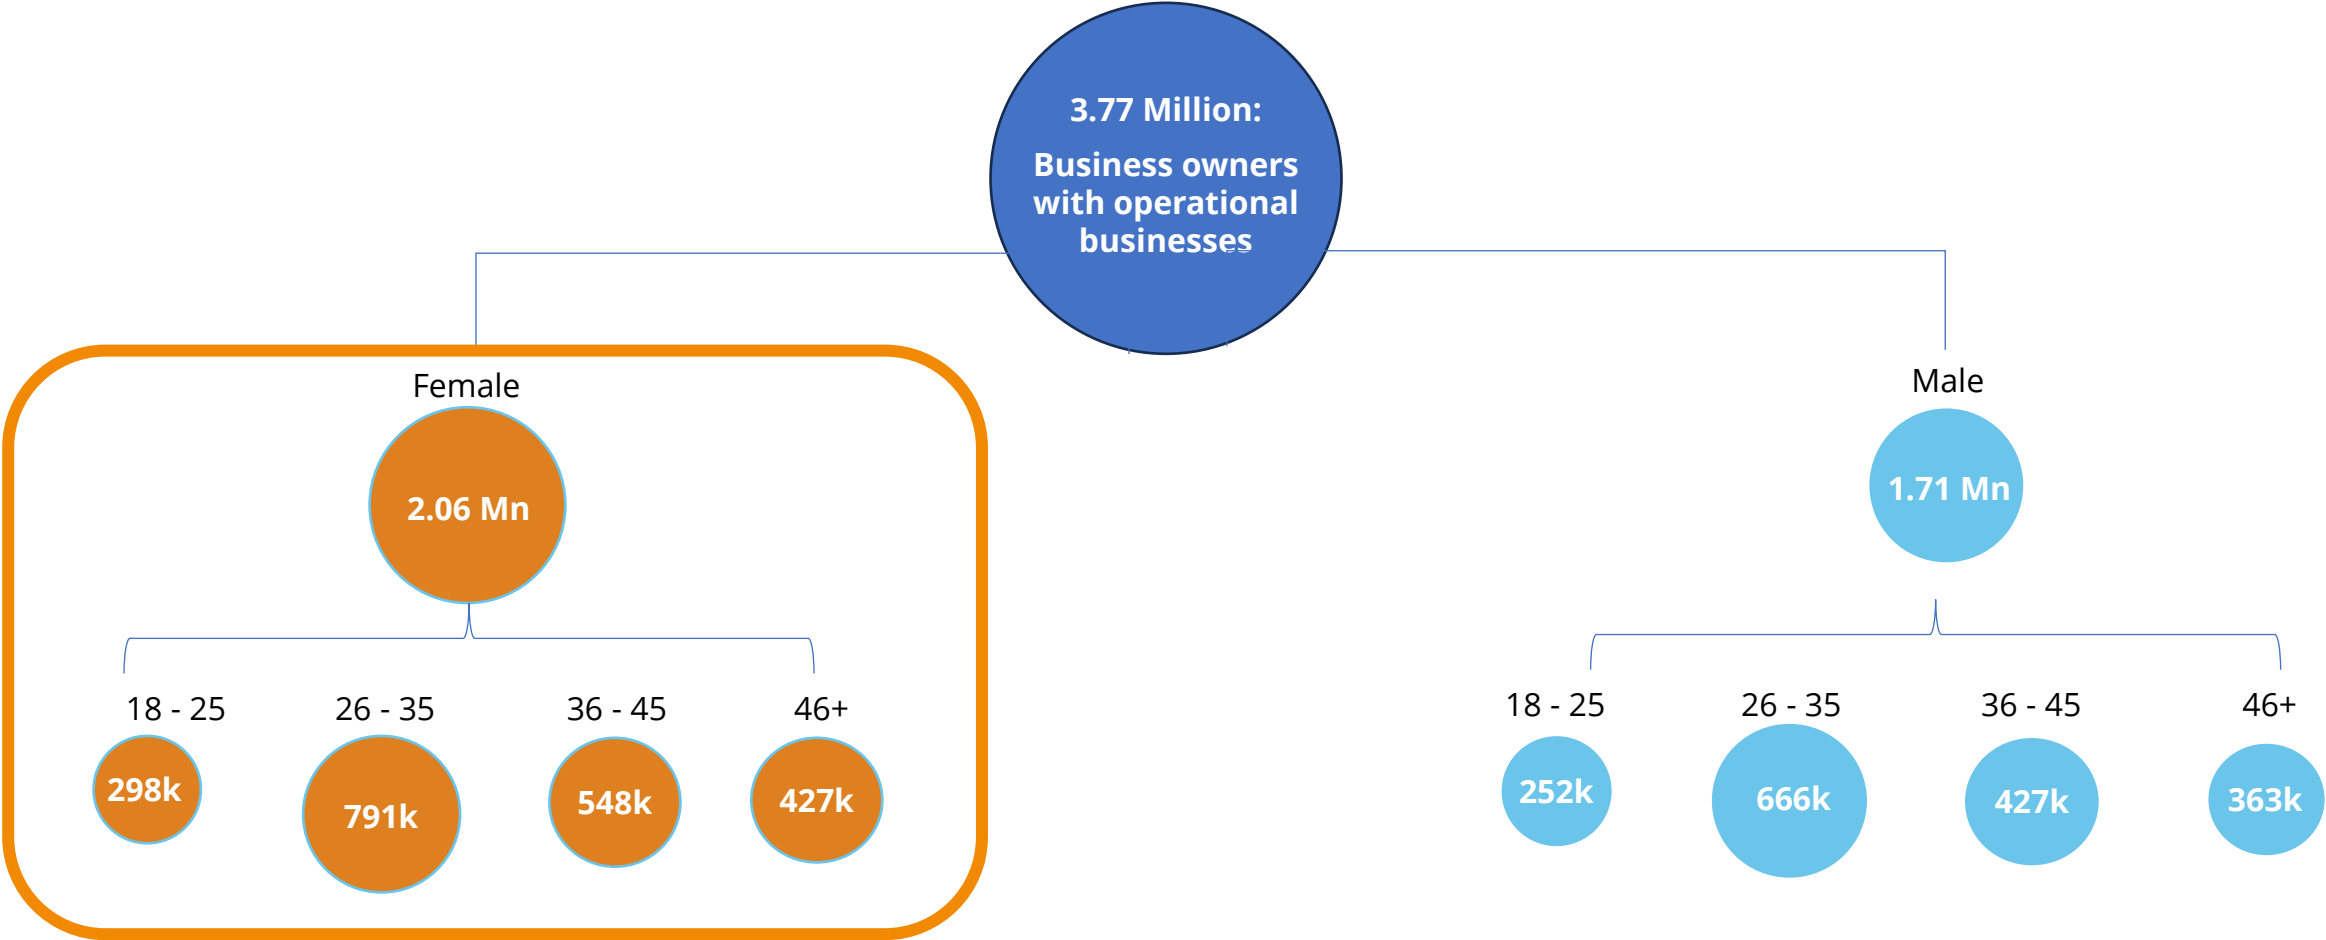 3.77 Million:
Business owners
with operational
businesses
Female
2.06 Mn
18 - 25
26 - 35
36 - 45
46+
298k
791k
548k
427k
Male
1.71 Mn
18 - 25
26 - 35
36 - 45
46+
252k
666k
427k
363k